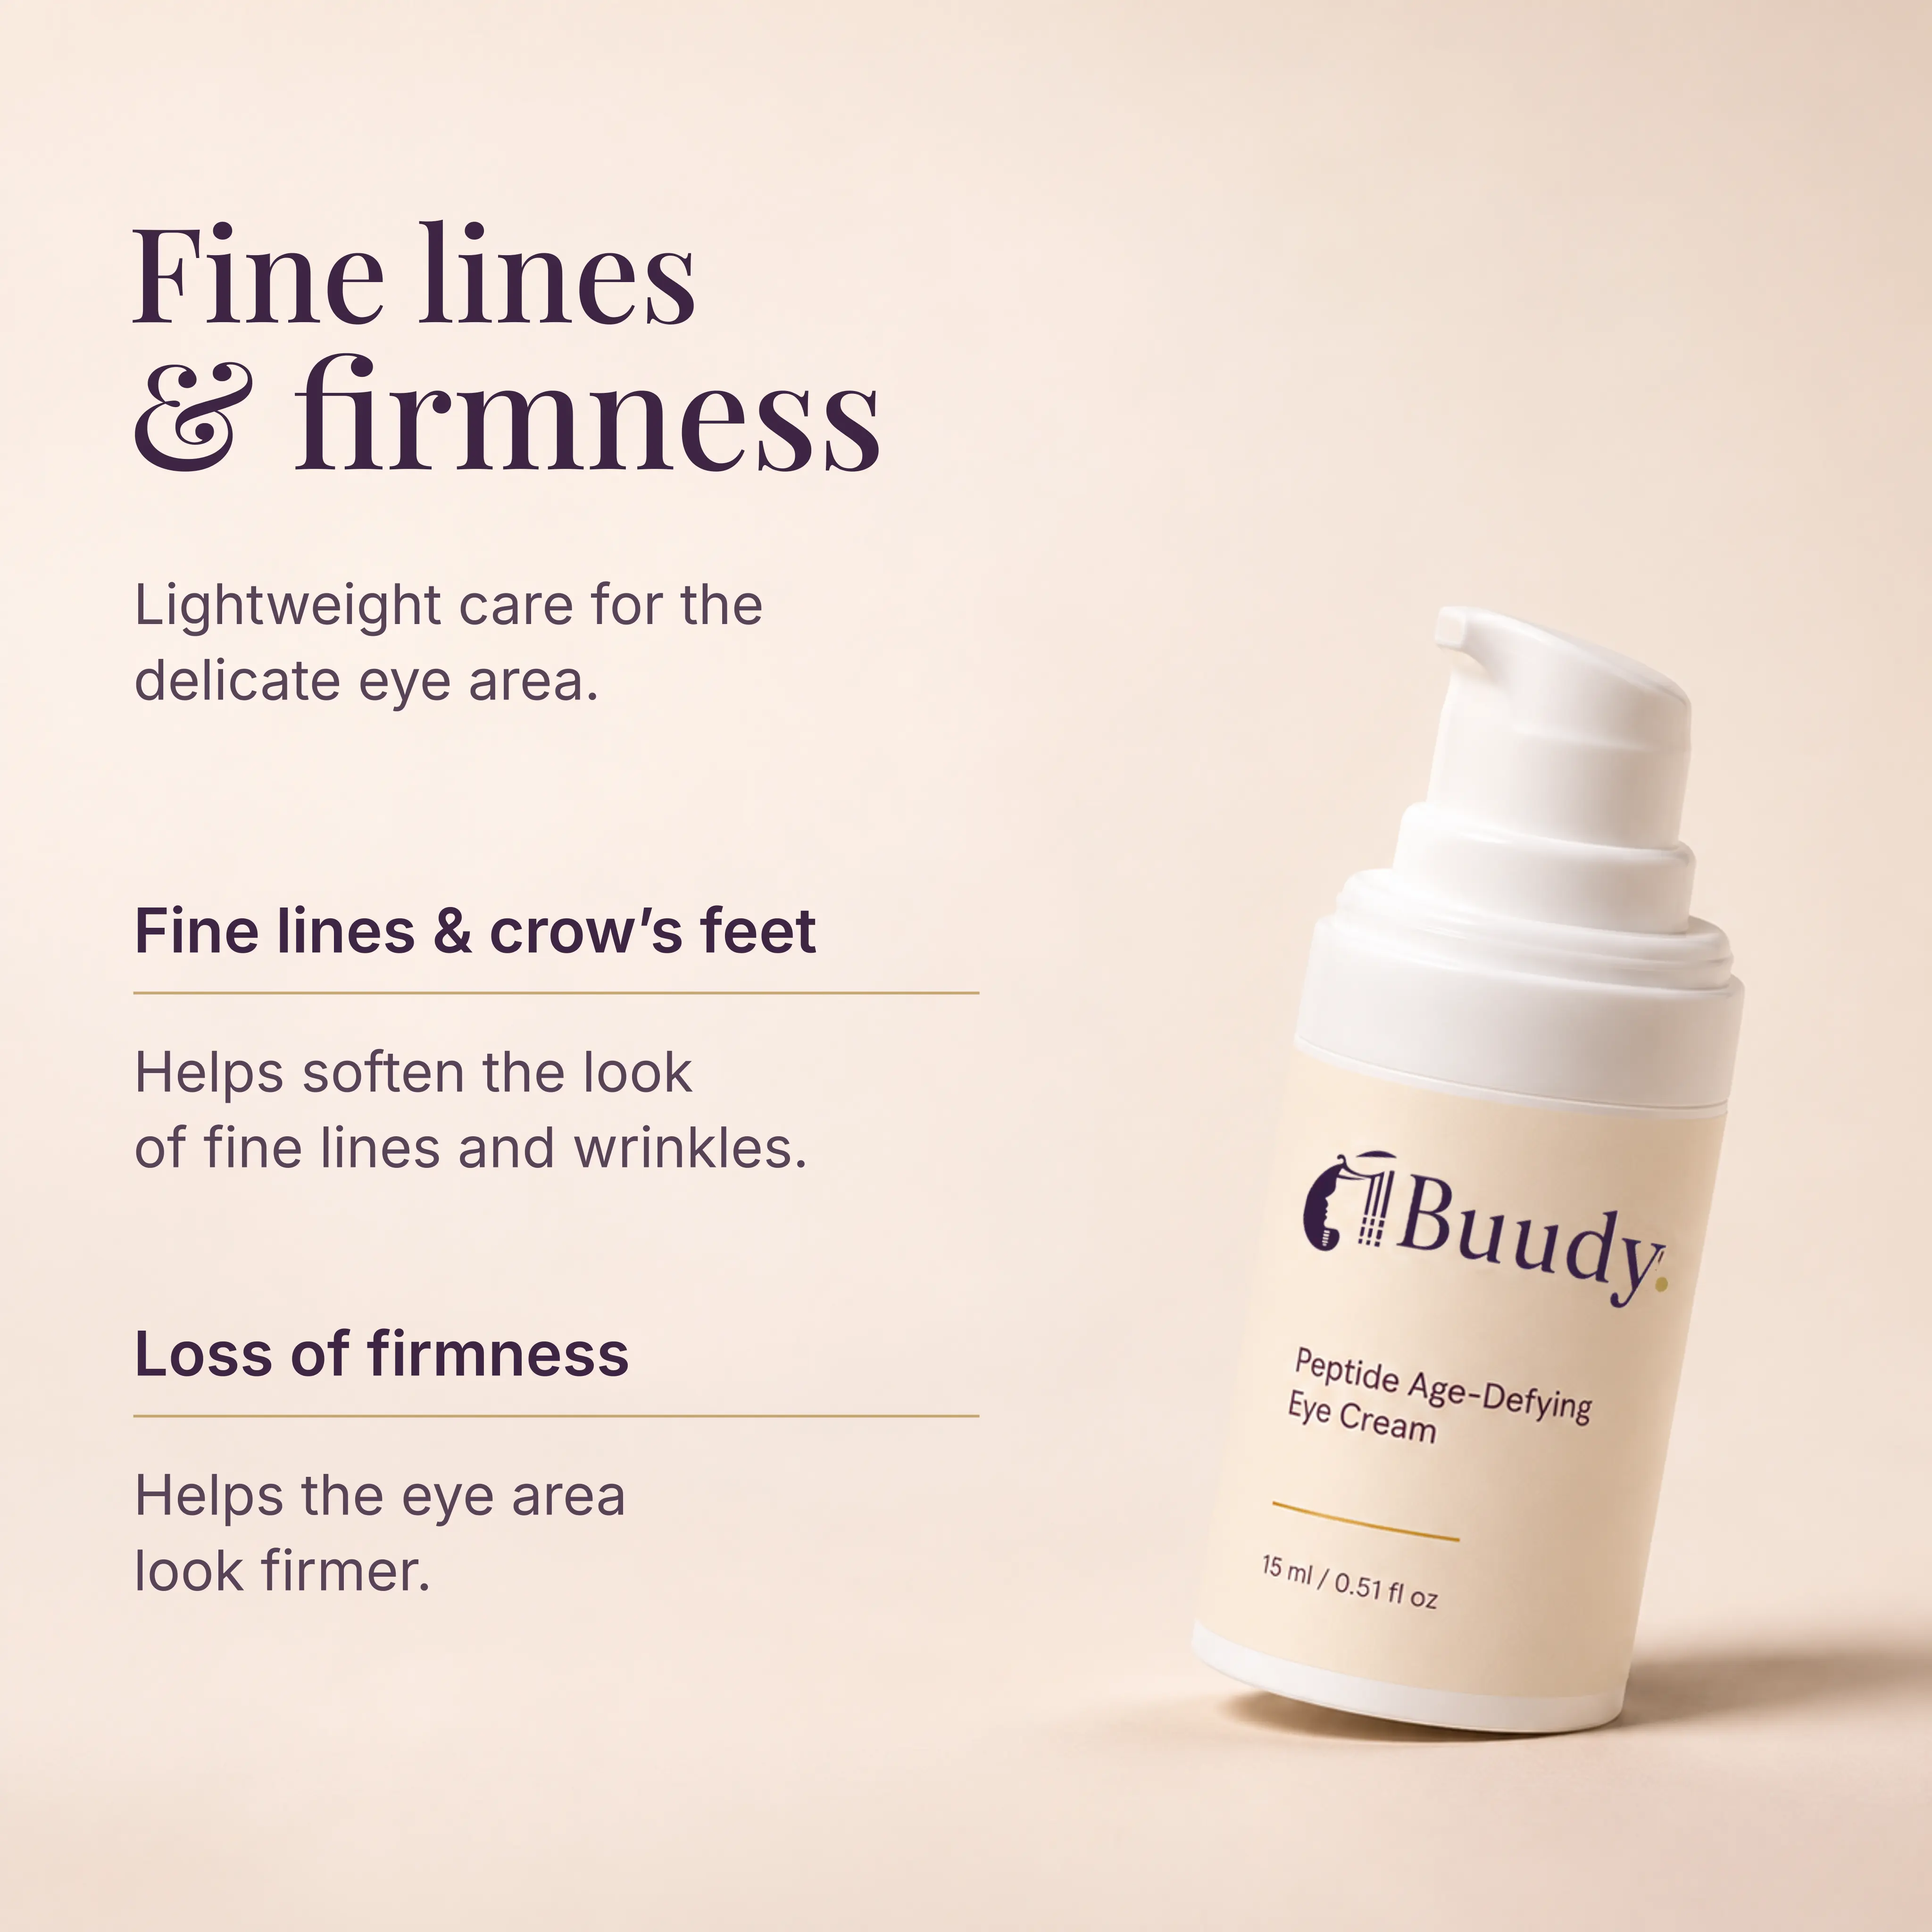 Fine lines
& firmness
Lightweight care for the
delicate eye area.
Fine lines & crow’s feet
Helps soften the look
of fine lines and wrinkles.
Loss of firmness
Helps the eye area
look firmer.
Buudy.
Peptide Age-Defying
Eye Cream
15 ml / 0.51 fl oz